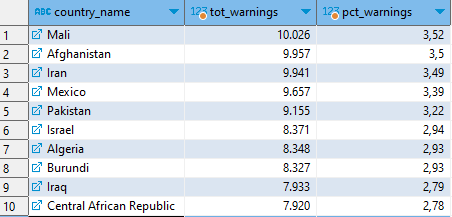 ABC country_name 123 tot_warnings 123 pct_warnings
1 Mali 10.026 3,52
2 Afghanistan 9.957 3,5
3 Iran 9.941 3,49
4 Mexico 9.657 3,39
5 Pakistan 9.155 3,22
6 Israel 8.371 2,94
7 Algeria 8.348 2,93
8 Burundi 8.327 2,93
9 Iraq 7.933 2,79
10 Central African Republic 7.920 2,78